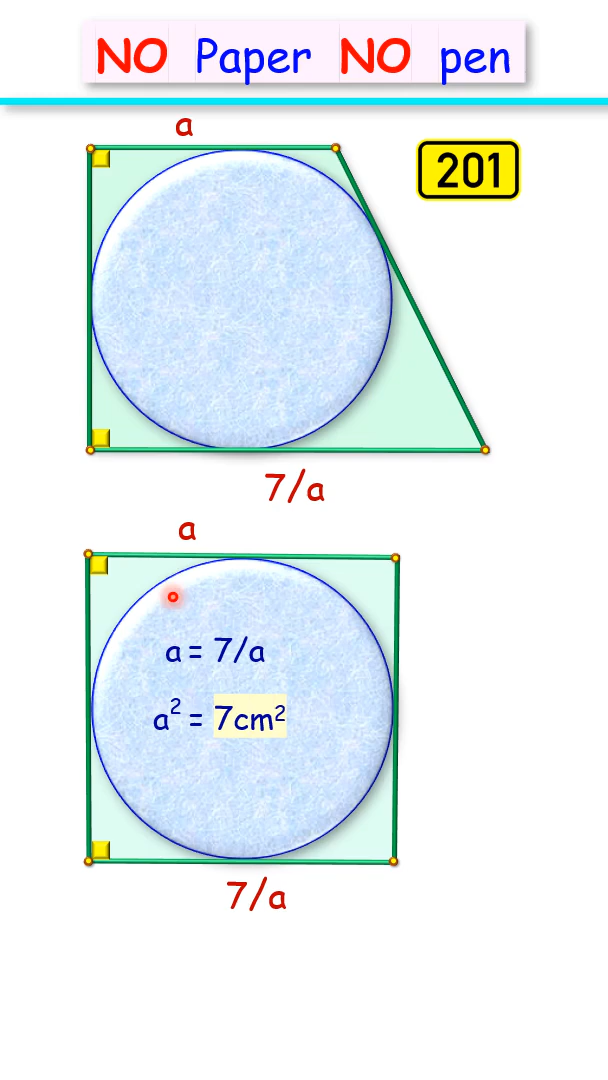 NO Paper NO pen
a
201
7/a
a
a = 7/a
a² = 7cm²
7/a